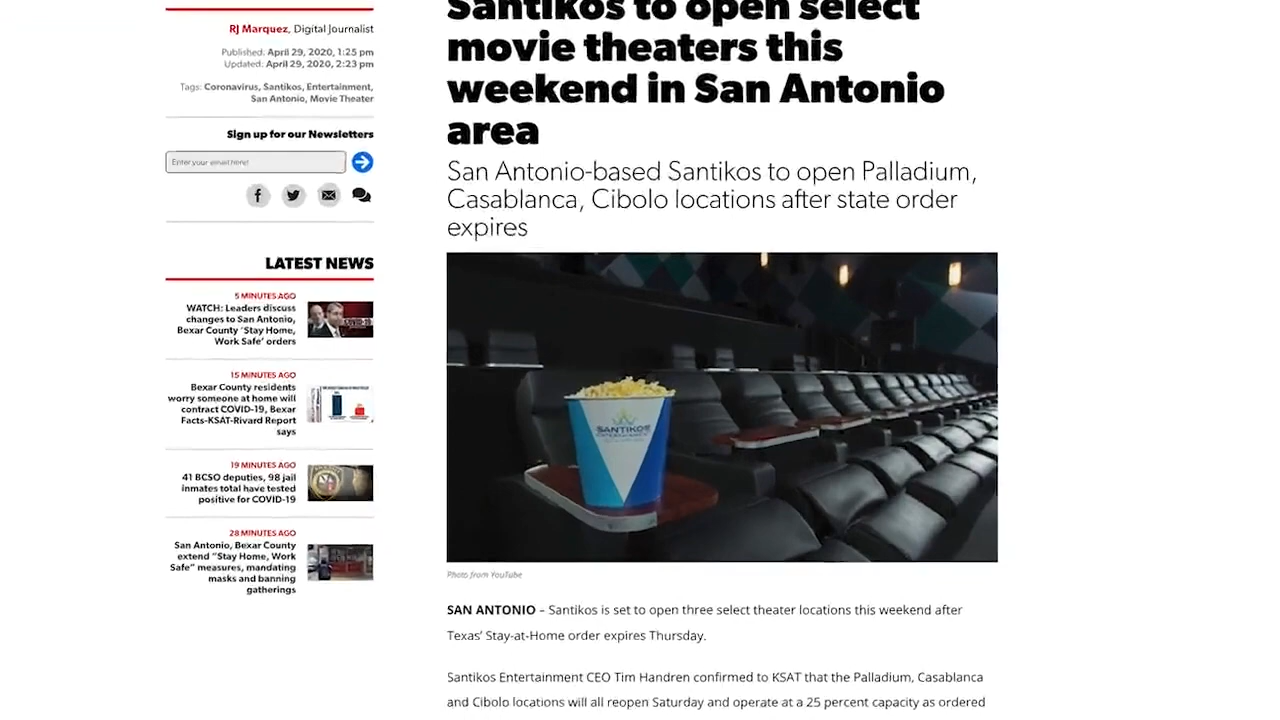 RJ Marquez, Digital Journalist
Published: April 29, 2020, 1:25 pm
Updated: April 29, 2020, 2:23 pm
Tags: Coronavirus, Santikos, Entertainment,
San Antonio, Movie Theater
Sign up for our Newsletters
Enter your email here!
LATEST NEWS
5 MINUTES AGO
WATCH: Leaders discuss
changes to San Antonio,
Bexar County ‘Stay Home,
Work Safe’ orders
15 MINUTES AGO
Bexar County residents
worry someone at home will
contract COVID-19, Bexar
Facts-KSAT-Rivard Report
says
19 MINUTES AGO
41 BCSO deputies, 98 jail
inmates total have tested
positive for COVID-19
28 MINUTES AGO
San Antonio, Bexar County
extend “Stay Home, Work
Safe” measures, mandating
masks and banning
gatherings
Santikos to open select
movie theaters this
weekend in San Antonio
area
San Antonio-based Santikos to open Palladium,
Casablanca, Cibolo locations after state order
expires
SANTIKOS
Photo from YouTube
SAN ANTONIO – Santikos is set to open three select theater locations this weekend after
Texas’ Stay-at-Home order expires Thursday.
Santikos Entertainment CEO Tim Handren confirmed to KSAT that the Palladium, Casablanca
and Cibolo locations will all reopen Saturday and operate at a 25 percent capacity as ordered